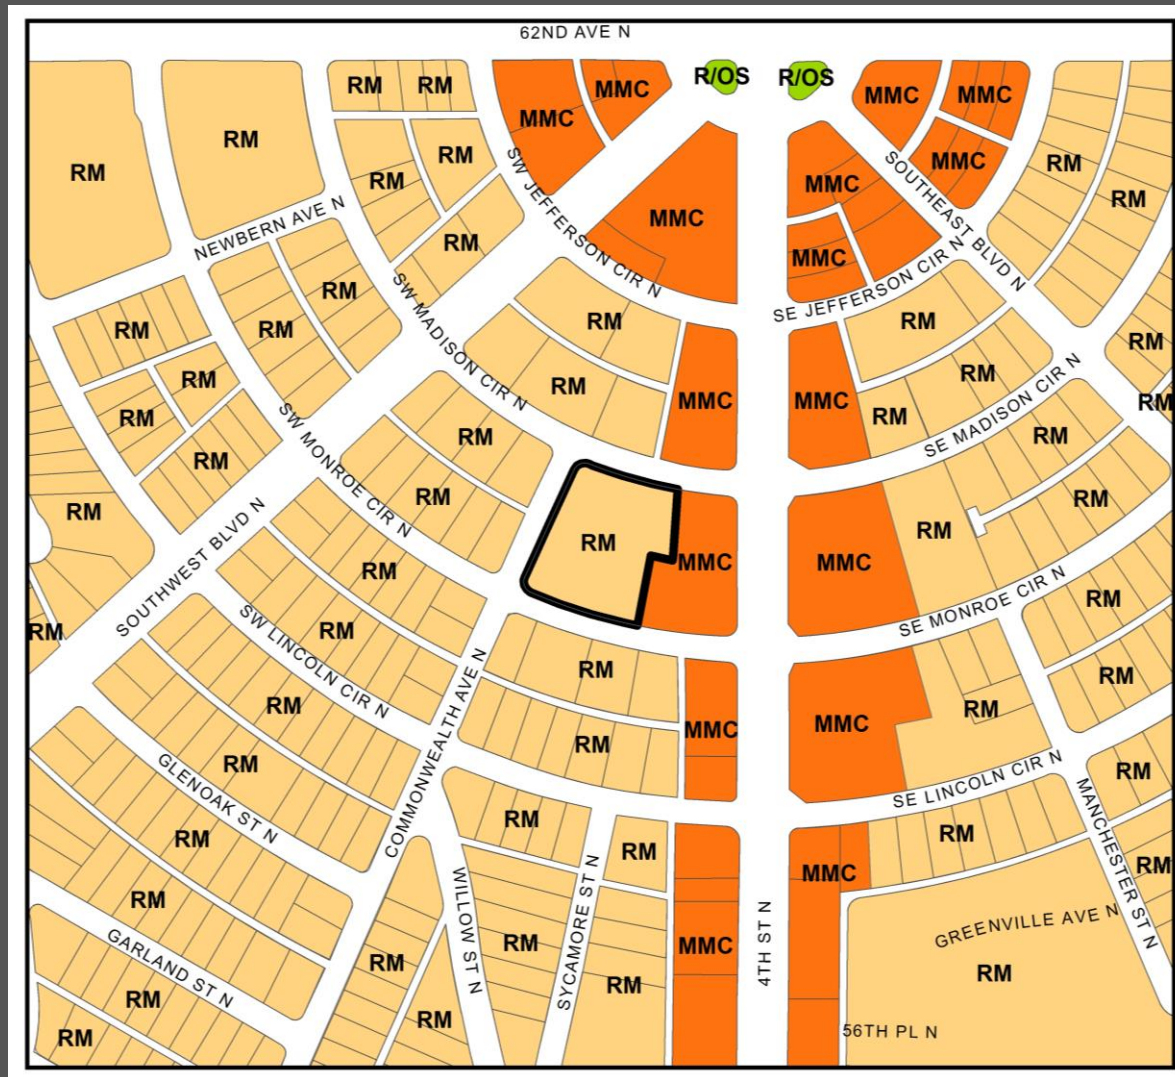 62ND AVE N
RM
RM
MMC
R/OS
R/OS
MMC
MMC
RM
RM
MMC
RM
RM
MMC
RM
RM
RM
SW JEFFERSON CIR N
MMC
MMC
SOUTHEAST BLVD N
RM
NEWBERN AVE N
RM
MMC
MMC
SE JEFFERSON CIR N
RM
SW MADISON CIR N
RM
RM
RM
RM
RM
RM
RM
RM
RM
RM
MMC
MMC
RM
SE MADISON CIR N
RM
RM
SW MONROE CIR N
RM
RM
RM
RM
RM
RM
SOUTHWEST BLVD N
RM
RM
MMC
MMC
RM
SE MONROE CIR N
RM
RM
SW LINCOLN CIR N
RM
RM
RM
RM
COMMONWEALTH AVE N
RM
MMC
MMC
RM
RM
RM
GLENOAK ST N
SE LINCOLN CIR N
RM
MANCHESTER ST N
RM
RM
RM
MMC
RM
RM
RM
WILLOW ST N
SYCAMORE ST N
GARLAND ST N
RM
RM
MMC
4TH ST N
GREENVILLE AVE N
RM
RM
RM
RM
RM
RM
56TH PL N